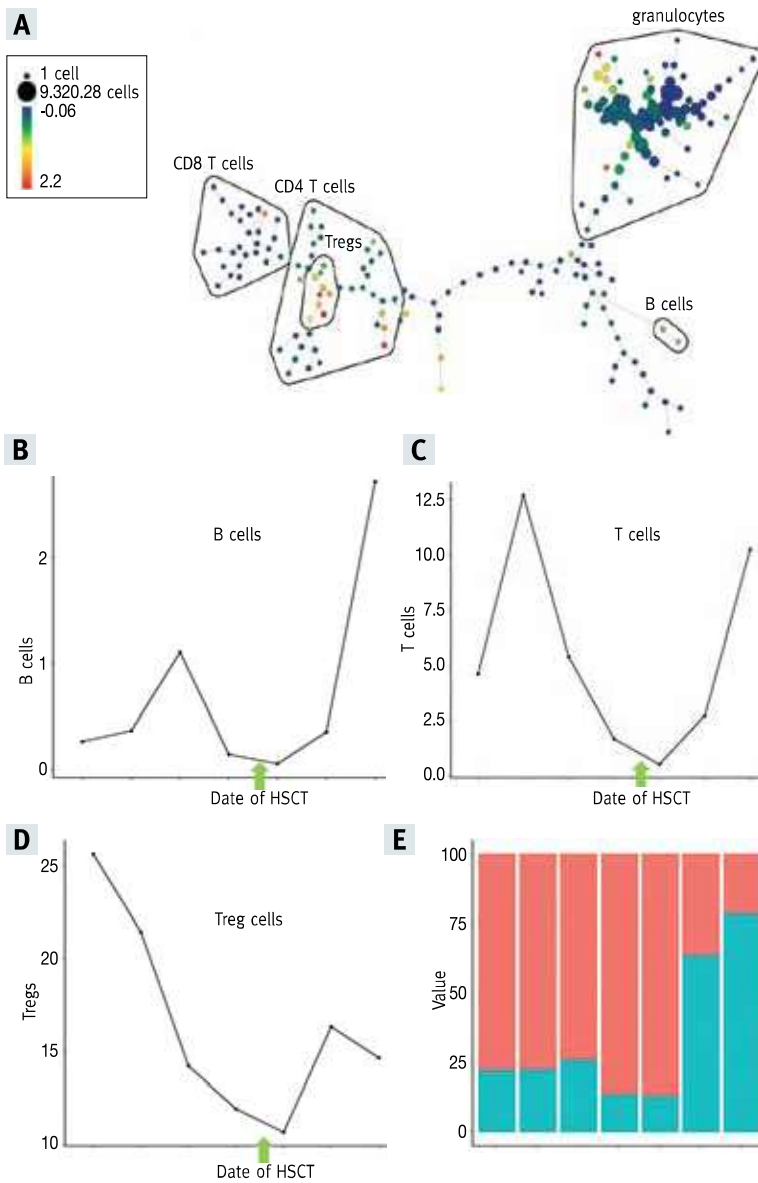 A
granulocytes
1 cell
9.320.28 cells
-0.06
2.2
CD8 T cells
CD4 T cells
Tregs
B cells
B
B cells
B cells
2
1
0
Date of HSCT
C
T cells
T cells
12.5
10.0
7.5
5.0
2.5
0.0
Date of HSCT
D
Treg cells
Tregs
25
20
15
10
Date of HSCT
E
Value
100
75
50
25
0